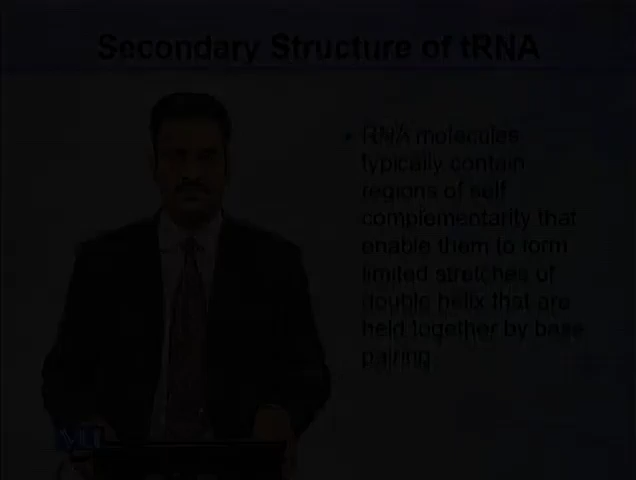 Secondary Structure of tRNA
• RNA molecules
typically contain
regions of self
complementarity that
enable them to form
limited stretches of
double helix that are
held together by base
pairing